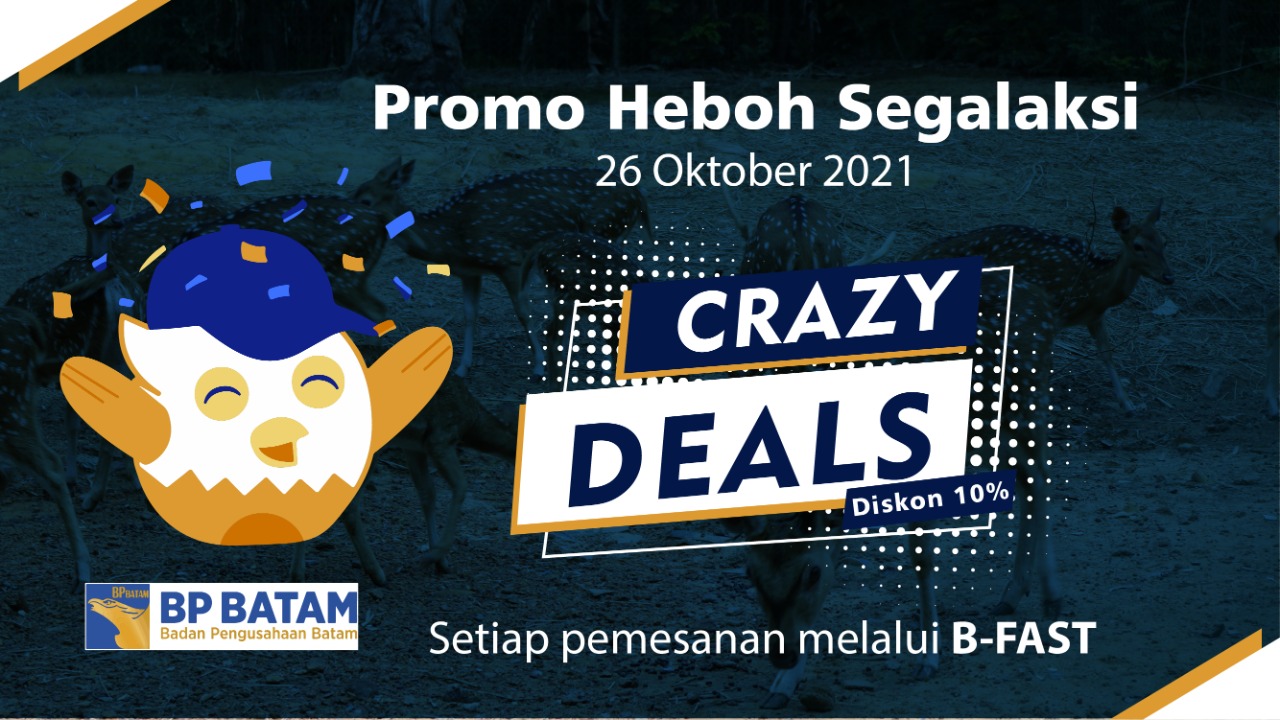 Promo Heboh Segalaksi
26 Oktober 2021
CRAZY
DEALS
Diskon 10%
BP BATAM
BP BATAM
Badan Pengusahaan Batam
Setiap pemesanan melalui B-FAST